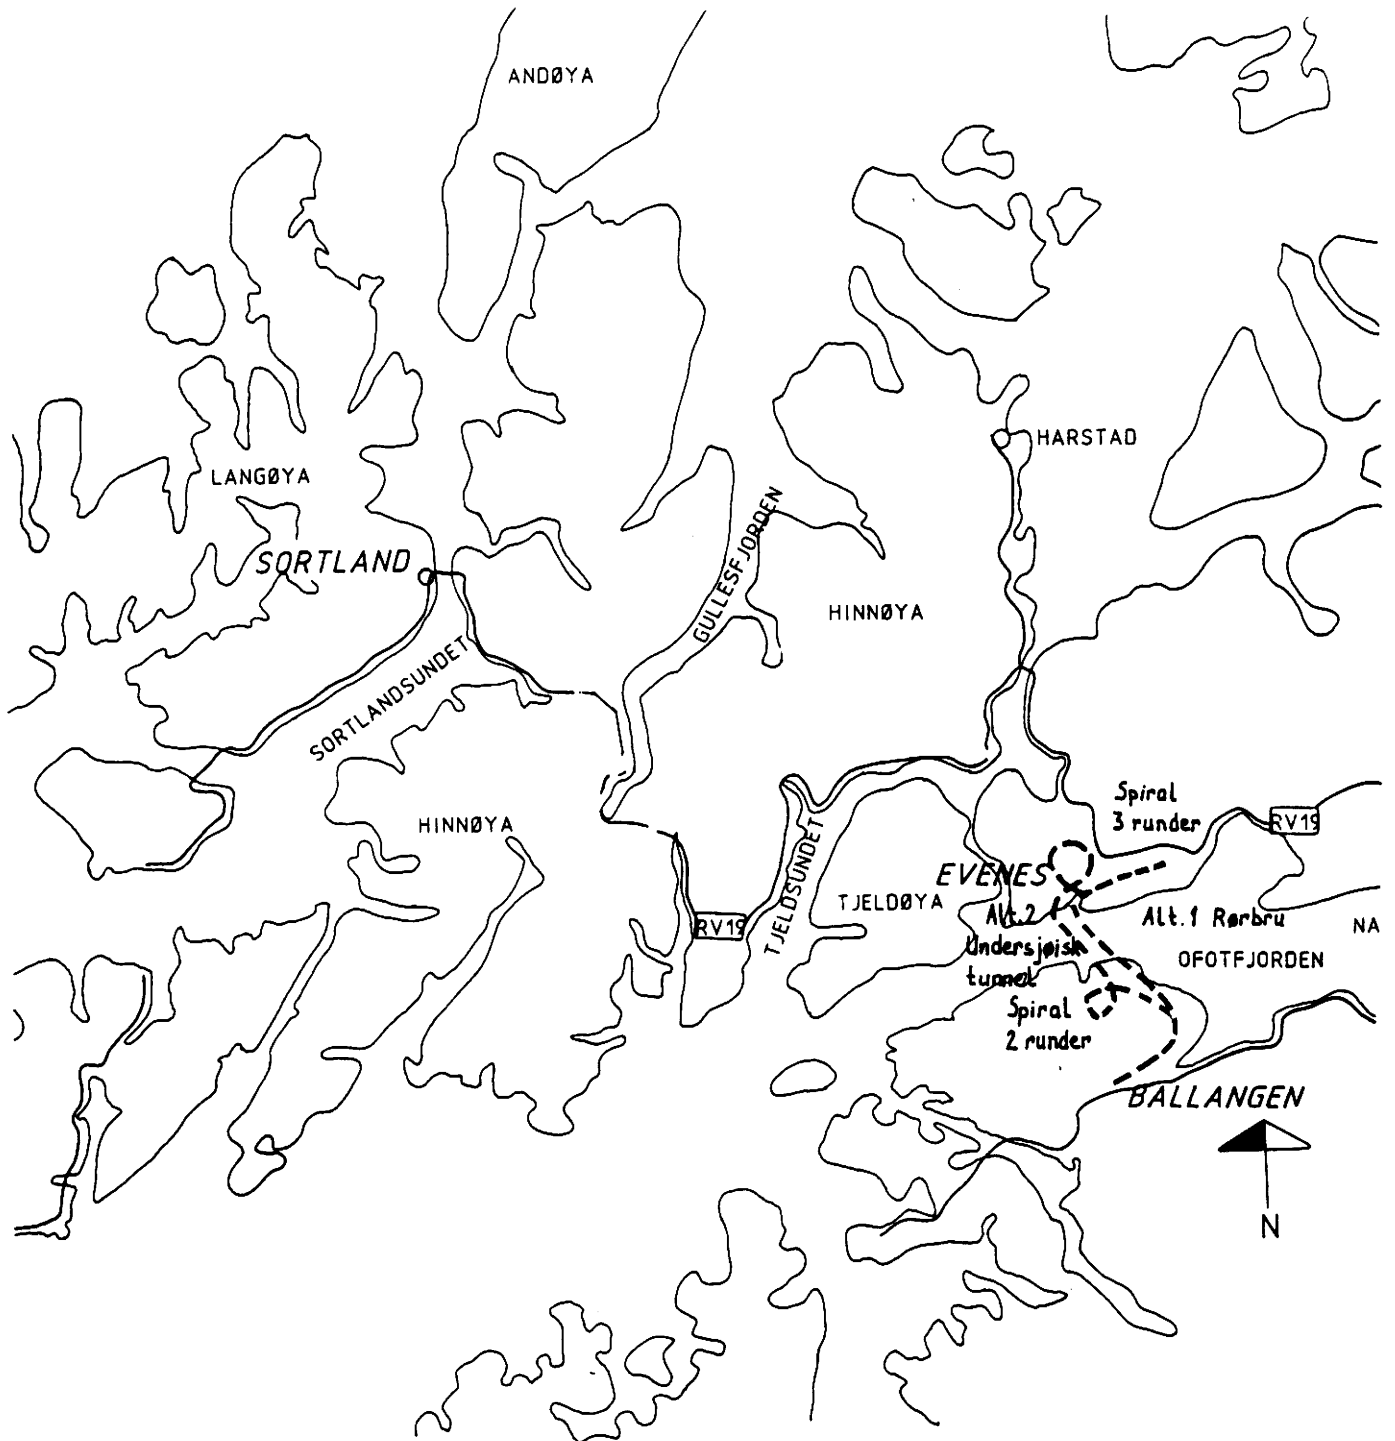 ANDØYA
HARSTAD
LANGØYA
SORTLAND
GULLESFJORDEN
HINNØYA
SORTLANDSUNDET
Spiral
3 runder
RV19
HINNØYA
TJELDSUNDET
EVENES
TJELDØYA
RV19
Alt.2
Undersjøisk
tunnel
Alt.1 Rørbru
NA
OFOTFJORDEN
Spiral
2 runder
BALLANGEN
N